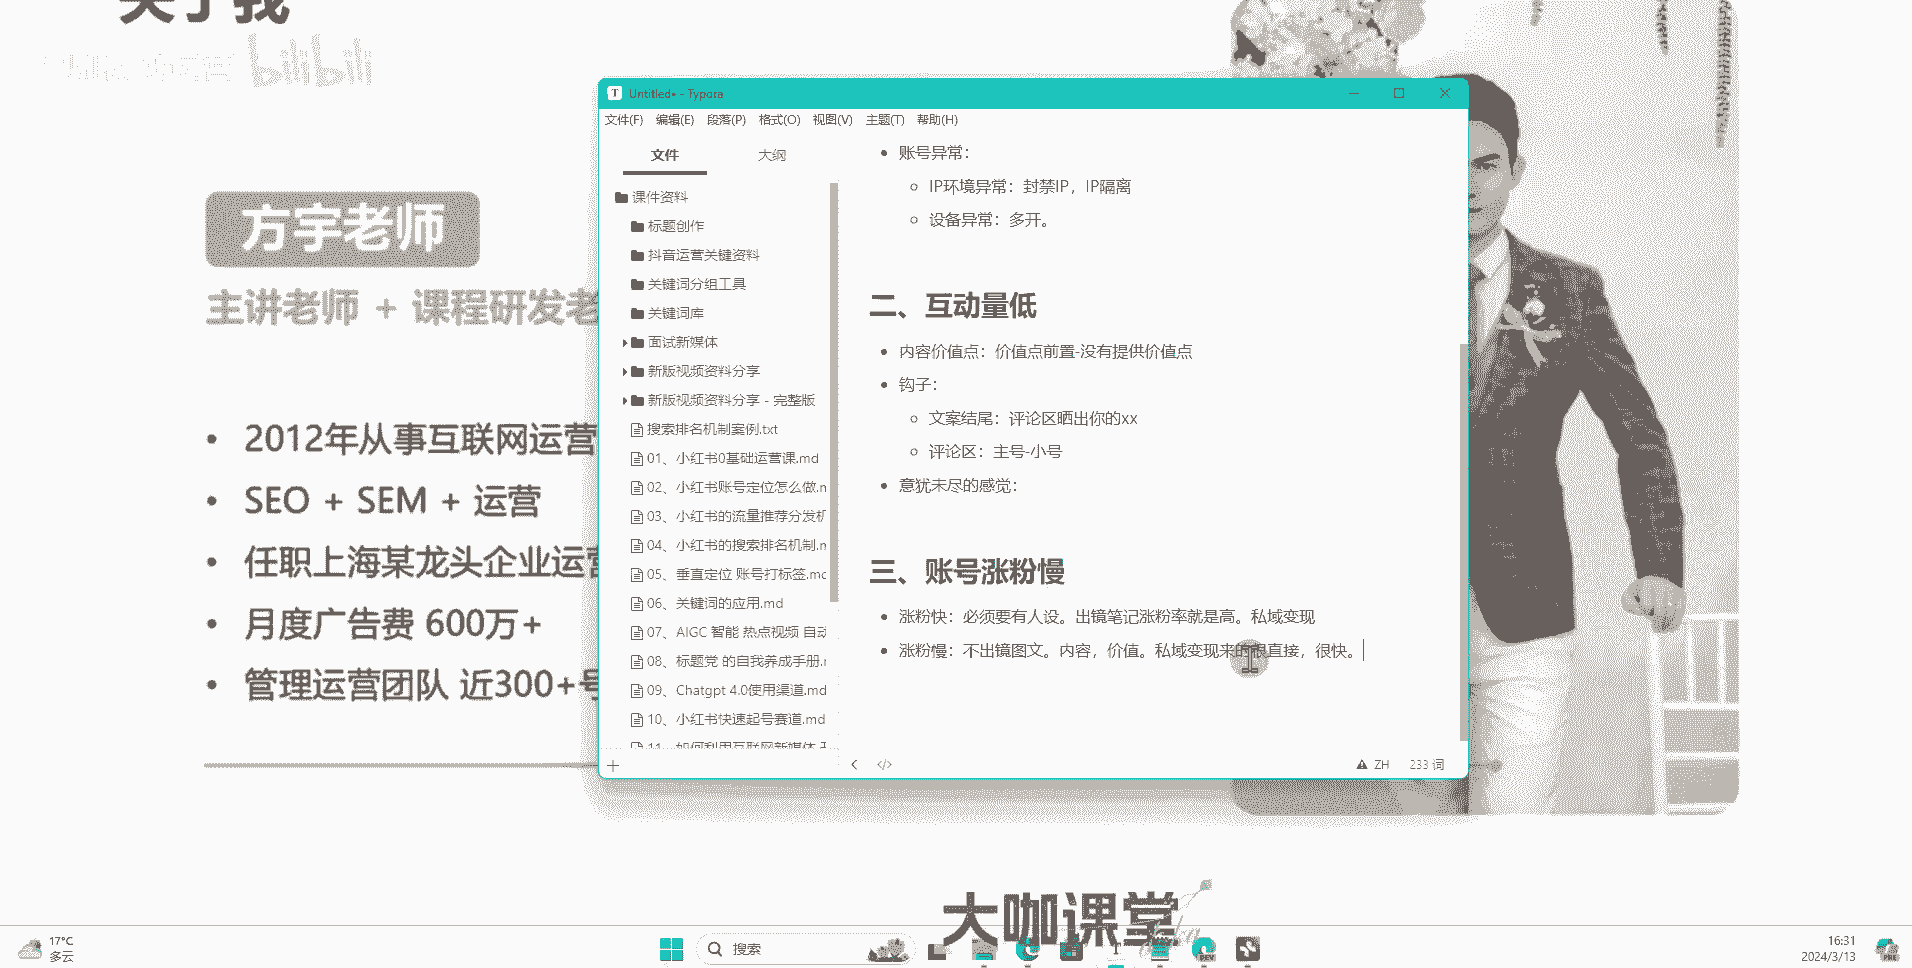 关于我
bilibili
方宇老师
主讲老师 + 课程研发老
2012年从事互联网运营
SEO + SEM + 运营
任职上海某龙头企业运营
月度广告费 600万+
管理运营团队 近300+号
Untitled• - Typora
文件(F) 编辑(E) 段落(P) 格式(O) 视图(V) 主题(T) 帮助(H)
文件 大纲
课件资料
标题创作
抖音运营关键资料
关键词分组工具
关键词库
面试新媒体
新版视频资料分享
新版视频资料分享 - 完整版
搜索排名机制案例.txt
01、小红书0基础运营课.md
02、小红书账号定位怎么做.m
03、小红书的流量推荐分发机
04、小红书的搜索排名机制.m
05、垂直定位 账号打标签.mc
06、关键词的应用.md
07、AIGC 智能 热点视频 自动
08、标题党 的自我养成手册.r
09、Chatgpt 4.0使用渠道.md
10、小红书快速起号赛道.md
11、如何利用互联网新媒体
账号异常：
IP环境异常：封禁IP，IP隔离
设备异常：多开。
二、互动量低
内容价值点：价值点前置-没有提供价值点
钩子：
文案结尾：评论区晒出你的xx
评论区：主号-小号
意犹未尽的感觉：
三、账号涨粉慢
涨粉快：必须要有人设。出镜笔记涨粉率就是高。私域变现
涨粉慢：不出镜图文。内容，价值。私域变现来的很直接，很快。
ZH 233 词
大咖课堂
17°C
多云
搜索
DEV
16:31
2024/3/13
PRE